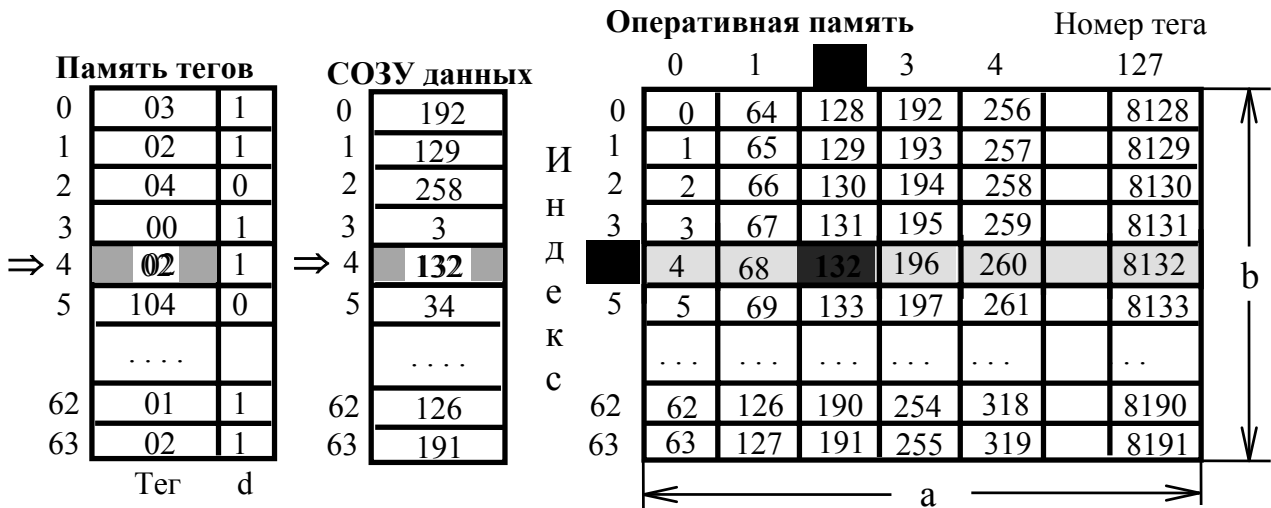 Оперативная память Номер тега
Память тегов СОЗУ данных 0 1 3 4 127
0 03 1 0 192 0 0 64 128 192 256 8128
1 02 1 1 129 1 1 65 129 193 257 8129
2 04 0 2 258 2 2 66 130 194 258 8130
3 00 1 3 3 3 3 67 131 195 259 8131
⇒ 4 02 1 ⇒ 4 132 4 68 132 196 260 8132
5 104 0 5 34 5 5 69 133 197 261 8133
. . . . . . . . . . . . . . . . . . . . . . . . .
62 01 1 62 126 62 62 126 190 254 318 8190
63 02 1 63 191 63 63 127 191 255 319 8191
Тег d
Индекс
a
b